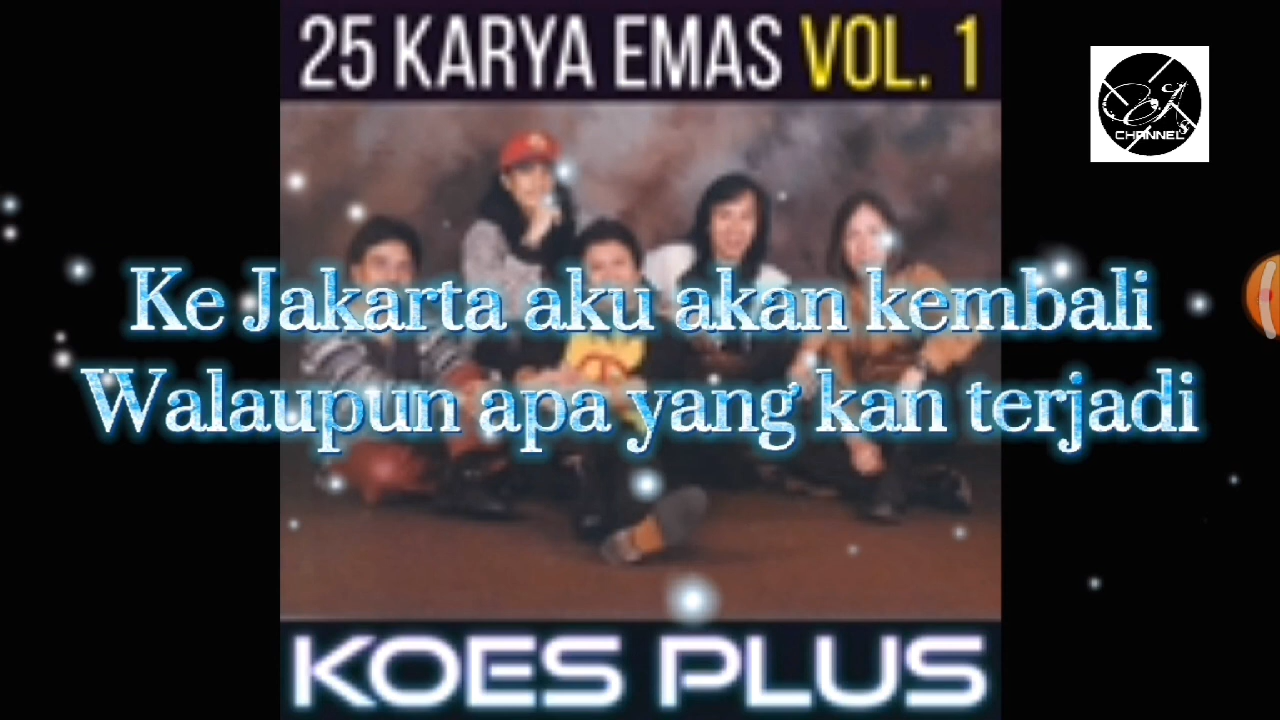 25 KARYA EMAS VOL. 1
CHANNEL
Ke Jakarta aku akan kembali
Walaupun apa yang kan terjadi
KOES PLUS